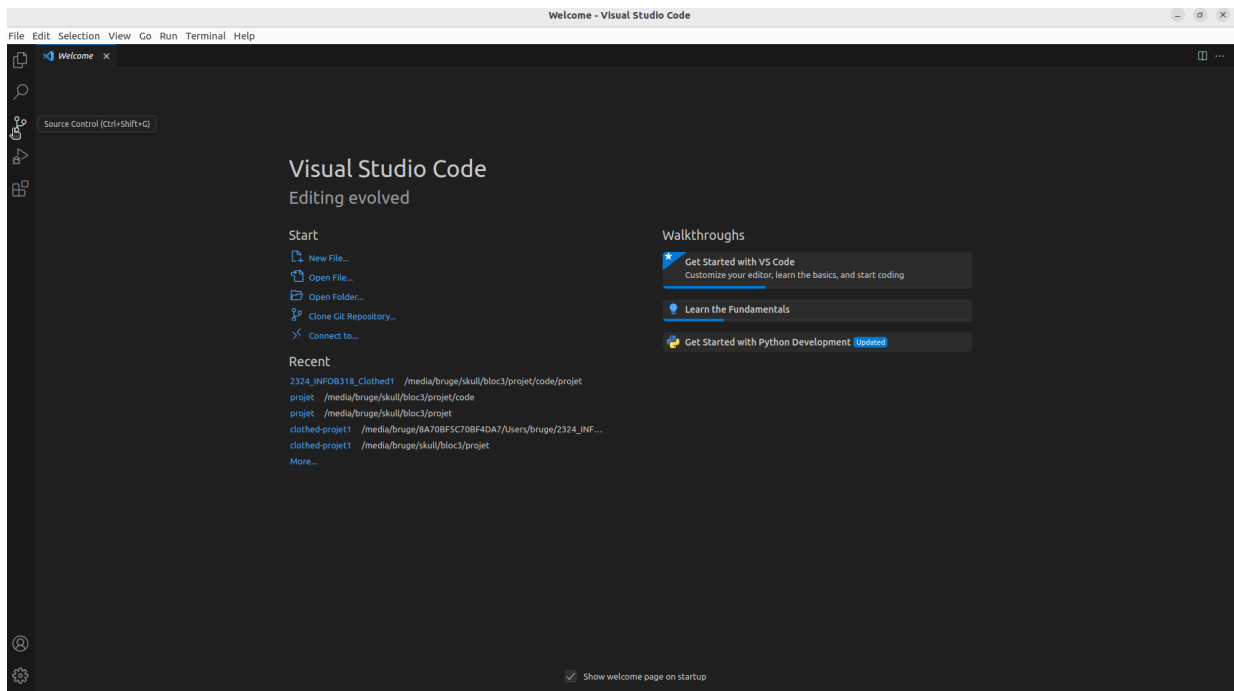 Welcome - Visual Studio Code
File Edit Selection View Go Run Terminal Help
Welcome
Source Control (Ctrl+Shift+G)
Visual Studio Code
Editing evolved
Start
New File...
Open File...
Open Folder...
Clone Git Repository...
Connect to...
Recent
2324_INFOB318_Clothed1 /media/bruge/skull/bloc3/projet/code/projet
projet /media/bruge/skull/bloc3/projet/code
projet /media/bruge/skull/bloc3/projet
clothed-projet1 /media/bruge/8A70BF5C70BF4DA7/Users/bruge/2324_INF...
clothed-projet1 /media/bruge/skull/bloc3/projet
More...
Walkthroughs
Get Started with VS Code
Customize your editor, learn the basics, and start coding
Learn the Fundamentals
Get Started with Python Development Updated
Show welcome page on startup